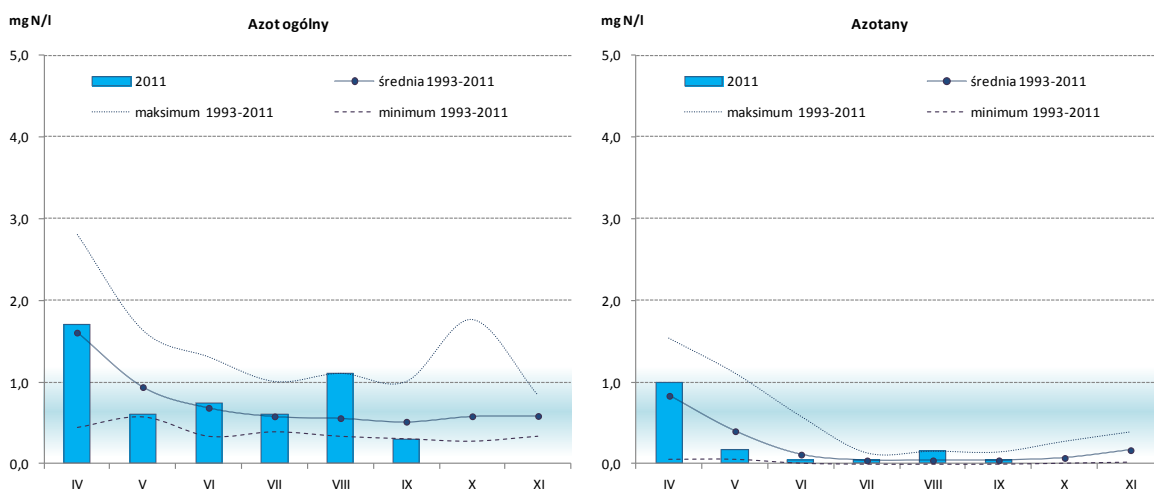 mg N/l
Azot ogólny
5,0
2011
średnia 1993-2011
maksimum 1993-2011
minimum 1993-2011
4,0
3,0
2,0
1,0
0,0
IV V VI VII VIII IX X XI
mg N/l
Azotany
5,0
2011
średnia 1993-2011
maksimum 1993-2011
minimum 1993-2011
4,0
3,0
2,0
1,0
0,0
IV V VI VII VIII IX X XI